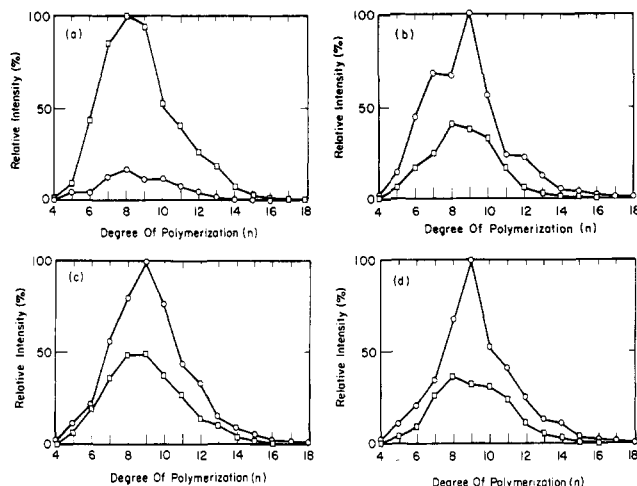 (a)
Relative Intensity (%)
100
50
0
4 6 8 10 12 14 16 18
Degree Of Polymerization (n)
(b)
Relative Intensity (%)
100
50
0
4 6 8 10 12 14 16 18
Degree Of Polymerization (n)
(c)
Relative Intensity (%)
100
50
0
4 6 8 10 12 14 16 18
Degree Of Polymerization (n)
(d)
Relative Intensity (%)
100
50
0
4 6 8 10 12 14 16 18
Degree Of Polymerization (n)